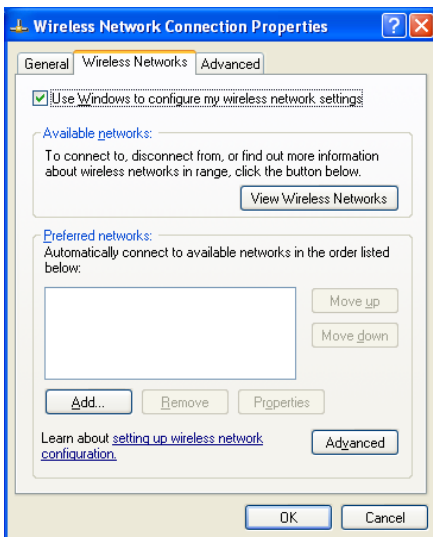 Wireless Network Connection Properties
General
Wireless Networks
Advanced
Use Windows to configure my wireless network settings
Available networks:
To connect to, disconnect from, or find out more information
about wireless networks in range, click the button below.
View Wireless Networks
Preferred networks:
Automatically connect to available networks in the order listed
below:
Move up
Move down
Add...
Remove
Properties
Learn about setting up wireless network
configuration.
Advanced
OK
Cancel